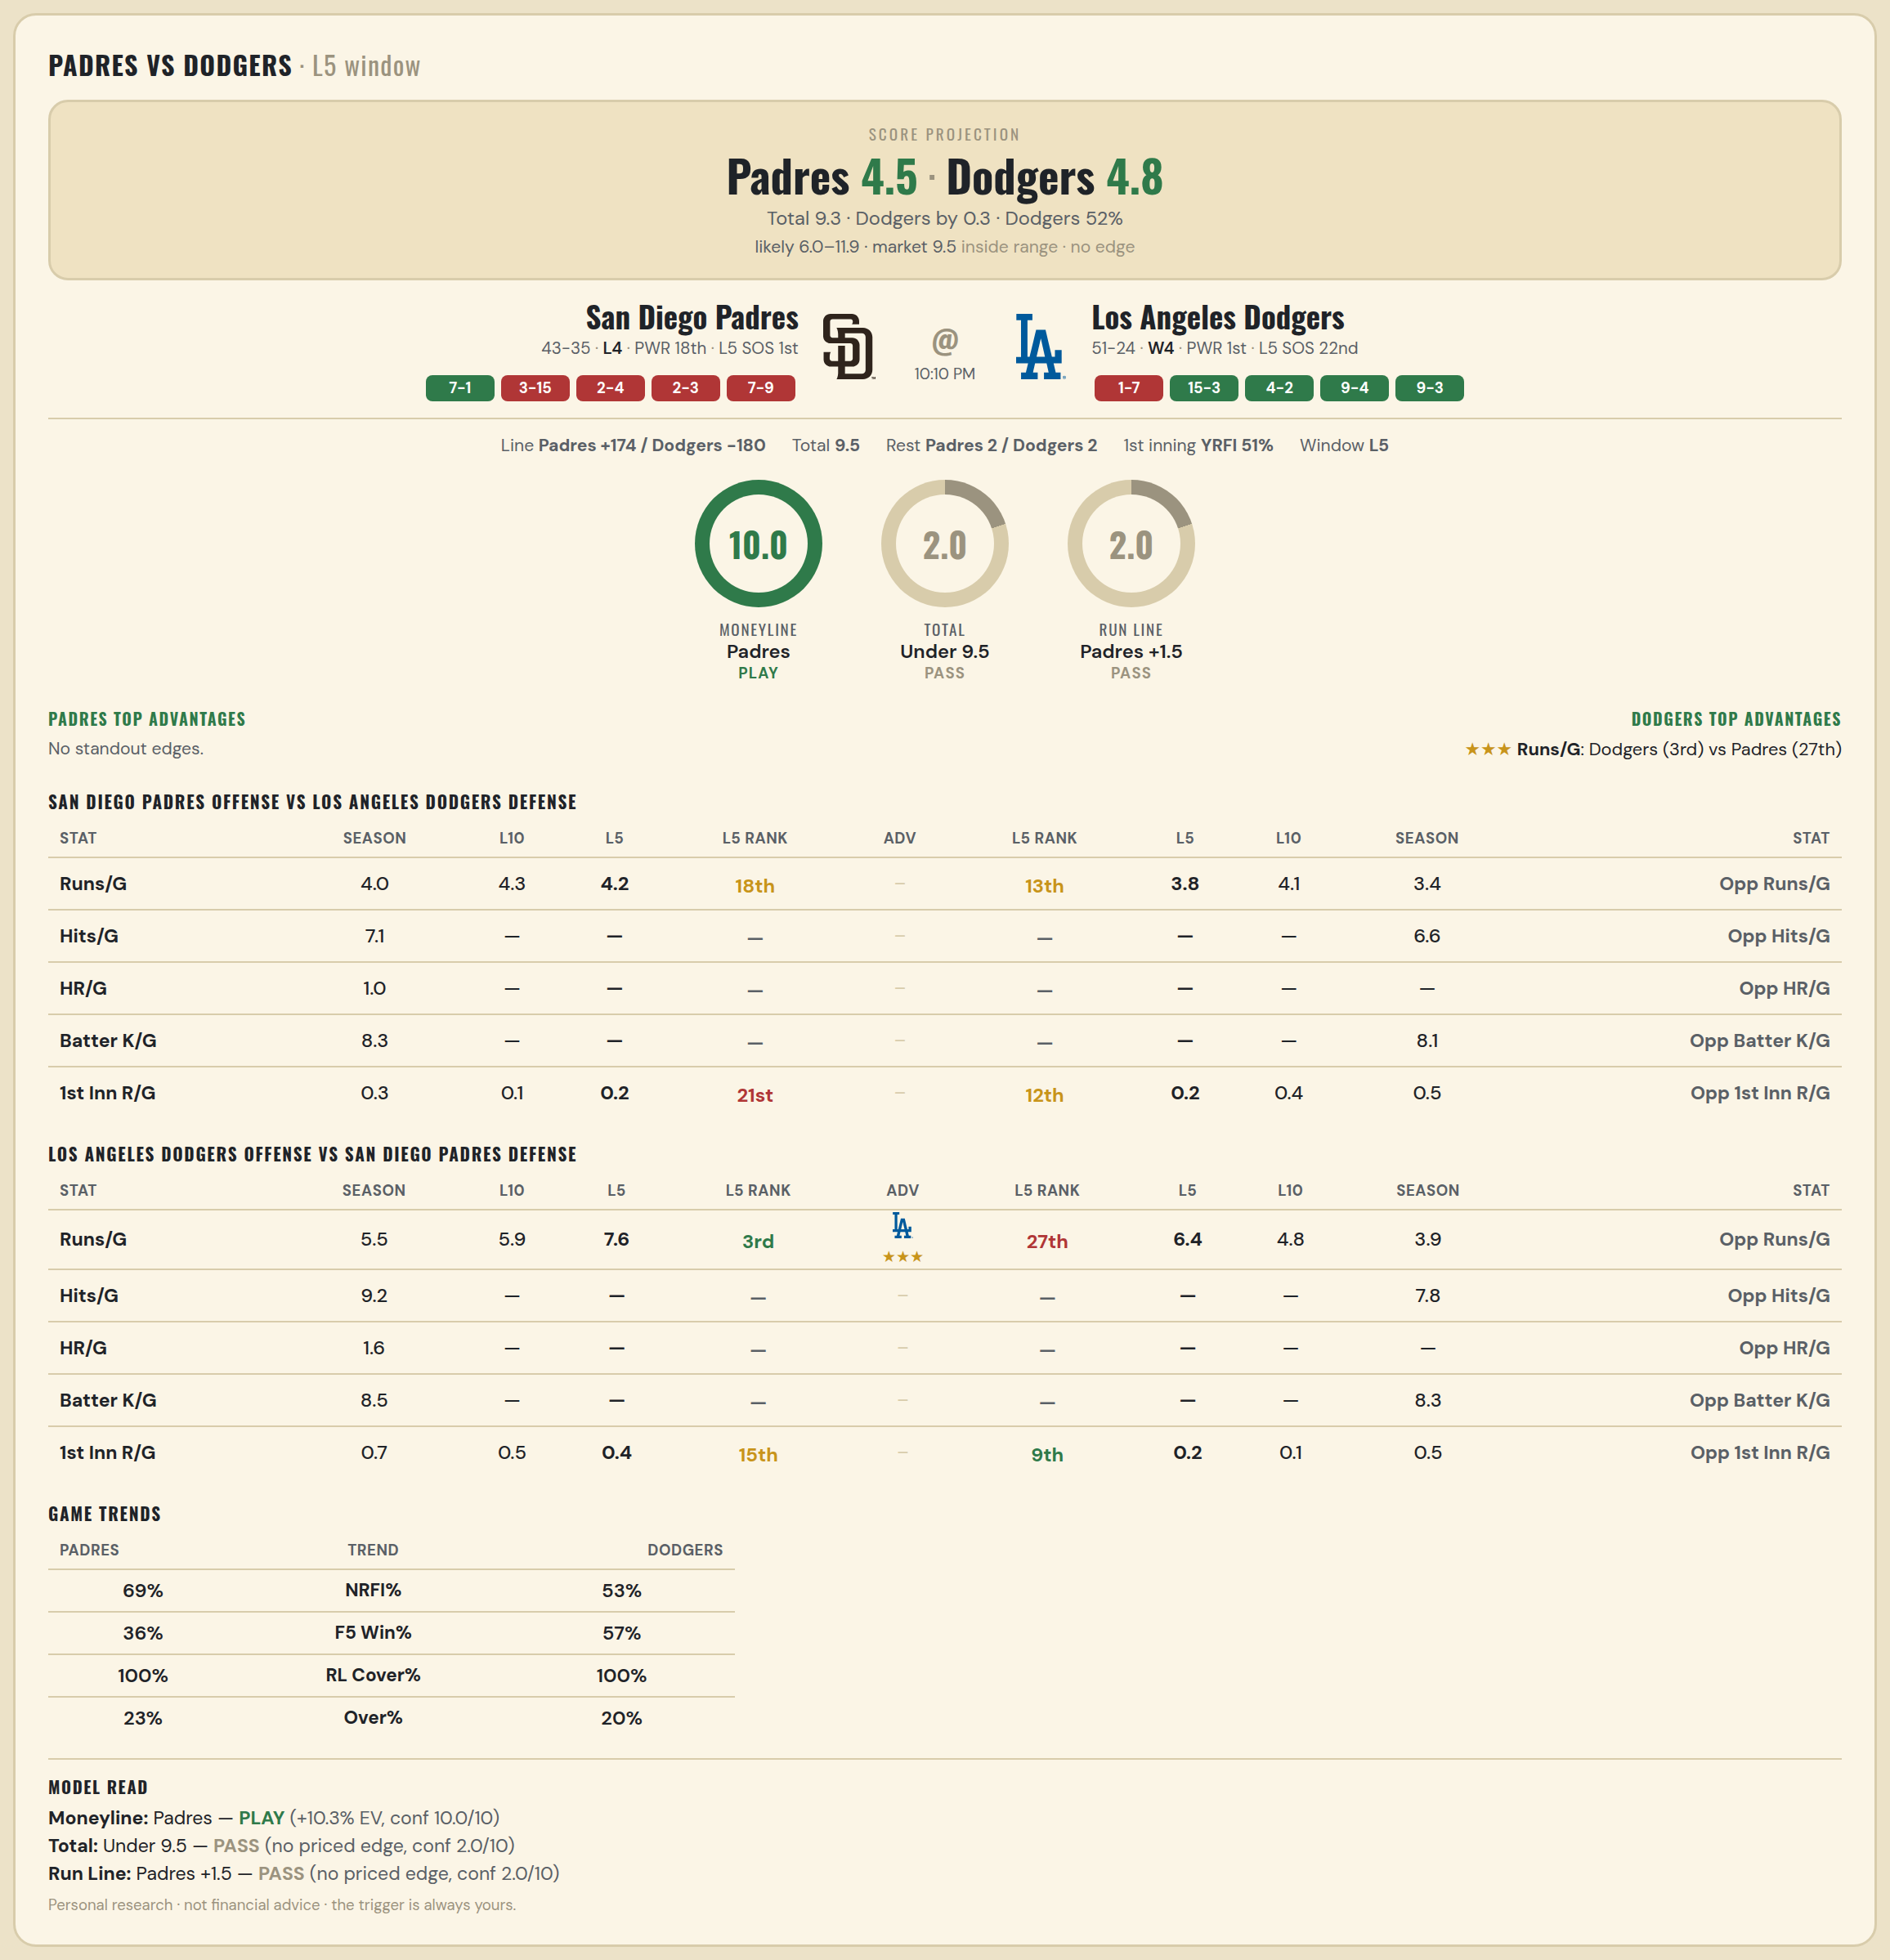 PADRES VS DODGERS · L5 window
SCORE PROJECTION
Padres 4.5 · Dodgers 4.8
Total 9.3 · Dodgers by 0.3 · Dodgers 52%
likely 6.0–11.9 · market 9.5 inside range · no edge
San Diego Padres
43-35 · L4 · PWR 18th · L5 SOS 1st
7-1 3-15 2-4 2-3 7-9
SD
@
10:10 PM
LA
Los Angeles Dodgers
51-24 · W4 · PWR 1st · L5 SOS 22nd
1-7 15-3 4-2 9-4 9-3
Line Padres +174 / Dodgers -180 Total 9.5 Rest Padres 2 / Dodgers 2 1st inning YRFI 51% Window L5
10.0 2.0 2.0
MONEYLINE TOTAL RUN LINE
Padres Under 9.5 Padres +1.5
PLAY PASS PASS
PADRES TOP ADVANTAGES
No standout edges.
DODGERS TOP ADVANTAGES
★★★ Runs/G: Dodgers (3rd) vs Padres (27th)
SAN DIEGO PADRES OFFENSE VS LOS ANGELES DODGERS DEFENSE
STAT SEASON L10 L5 L5 RANK ADV L5 RANK L5 L10 SEASON STAT
Runs/G 4.0 4.3 4.2 18th – 13th 3.8 4.1 3.4 Opp Runs/G
Hits/G 7.1 — — — – — — — 6.6 Opp Hits/G
HR/G 1.0 — — — – — — — — Opp HR/G
Batter K/G 8.3 — — — – — — — 8.1 Opp Batter K/G
1st Inn R/G 0.3 0.1 0.2 21st – 12th 0.2 0.4 0.5 Opp 1st Inn R/G
LOS ANGELES DODGERS OFFENSE VS SAN DIEGO PADRES DEFENSE
STAT SEASON L10 L5 L5 RANK ADV L5 RANK L5 L10 SEASON STAT
Runs/G 5.5 5.9 7.6 3rd LA ★★★ 27th 6.4 4.8 3.9 Opp Runs/G
Hits/G 9.2 — — — – — — — 7.8 Opp Hits/G
HR/G 1.6 — — — – — — — — Opp HR/G
Batter K/G 8.5 — — — – — — — 8.3 Opp Batter K/G
1st Inn R/G 0.7 0.5 0.4 15th – 9th 0.2 0.1 0.5 Opp 1st Inn R/G
GAME TRENDS
PADRES TREND DODGERS
69% NRFI% 53%
36% F5 Win% 57%
100% RL Cover% 100%
23% Over% 20%
MODEL READ
Moneyline: Padres — PLAY (+10.3% EV, conf 10.0/10)
Total: Under 9.5 — PASS (no priced edge, conf 2.0/10)
Run Line: Padres +1.5 — PASS (no priced edge, conf 2.0/10)
Personal research · not financial advice · the trigger is always yours.